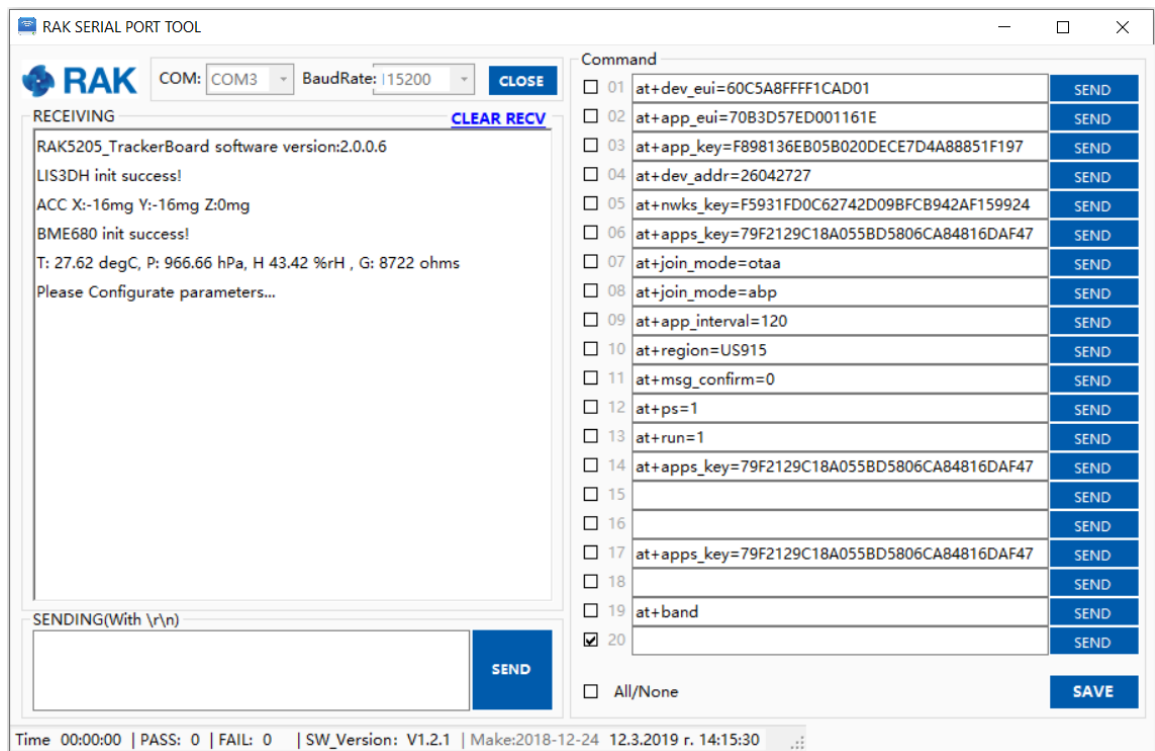 RAK SERIAL PORT TOOL
RAK COM: COM3 BaudRate: 115200 CLOSE
RECEIVING CLEAR RECV
RAK5205_TrackerBoard software version:2.0.0.6
LIS3DH init success!
ACC X:-16mg Y:-16mg Z:0mg
BME680 init success!
T: 27.62 degC, P: 966.66 hPa, H 43.42 %rH , G: 8722 ohms
Please Configurate parameters...
SENDING(With \r\n)
SEND
Command
01 at+dev_eui=60C5A8FFFF1CAD01 SEND
02 at+app_eui=70B3D57ED001161E SEND
03 at+app_key=F898136EB05B020DECE7D4A88851F197 SEND
04 at+dev_addr=26042727 SEND
05 at+nwks_key=F5931FD0C62742D09BFCB942AF159924 SEND
06 at+apps_key=79F2129C18A055BD5806CA84816DAF47 SEND
07 at+join_mode=otaa SEND
08 at+join_mode=abp SEND
09 at+app_interval=120 SEND
10 at+region=US915 SEND
11 at+msg_confirm=0 SEND
12 at+ps=1 SEND
13 at+run=1 SEND
14 at+apps_key=79F2129C18A055BD5806CA84816DAF47 SEND
15 SEND
16 SEND
17 at+apps_key=79F2129C18A055BD5806CA84816DAF47 SEND
18 SEND
19 at+band SEND
20 SEND
All/None SAVE
Time 00:00:00 | PASS: 0 | FAIL: 0 | SW_Version: V1.2.1 | Make:2018-12-24 12.3.2019 r. 14:15:30